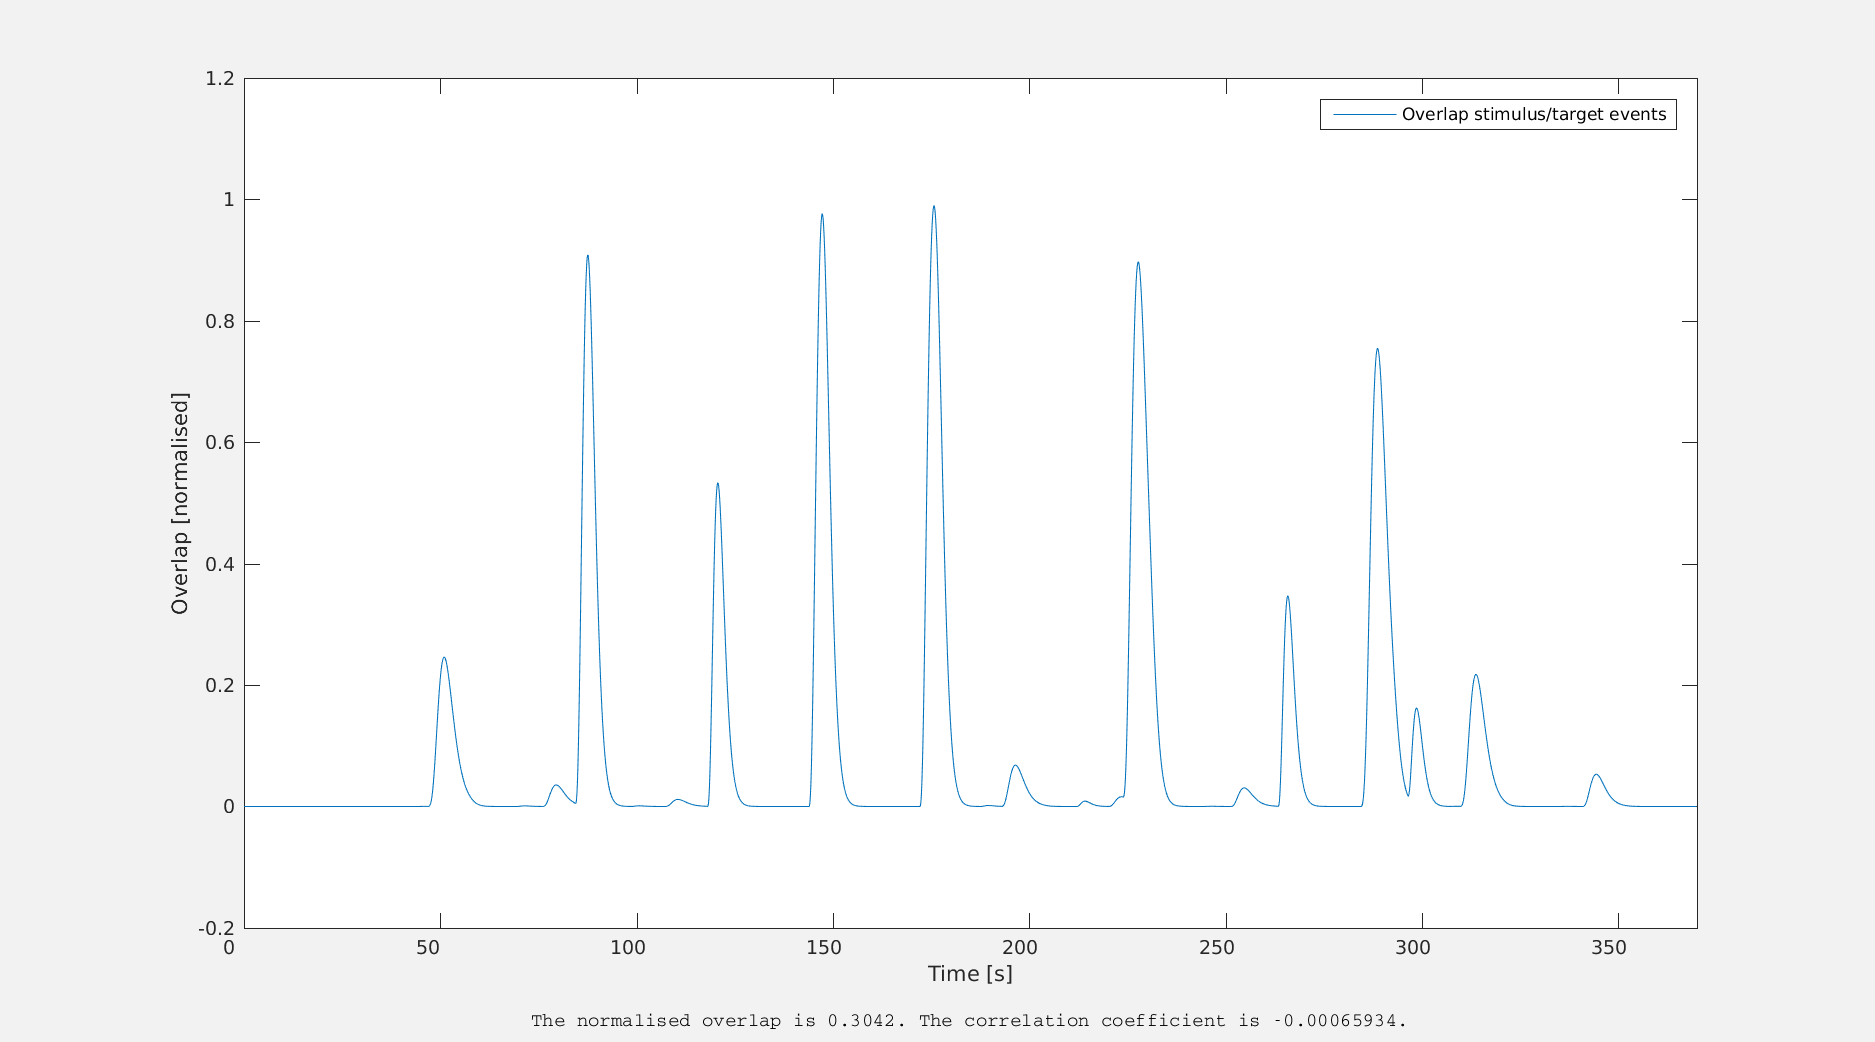 1.2
Overlap stimulus/target events
1
0.8
0.6
0.4
0.2
0
-0.2
Overlap [normalised]
0 50 100 150 200 250 300 350
Time [s]
The normalised overlap is 0.3042. The correlation coefficient is -0.00065934.